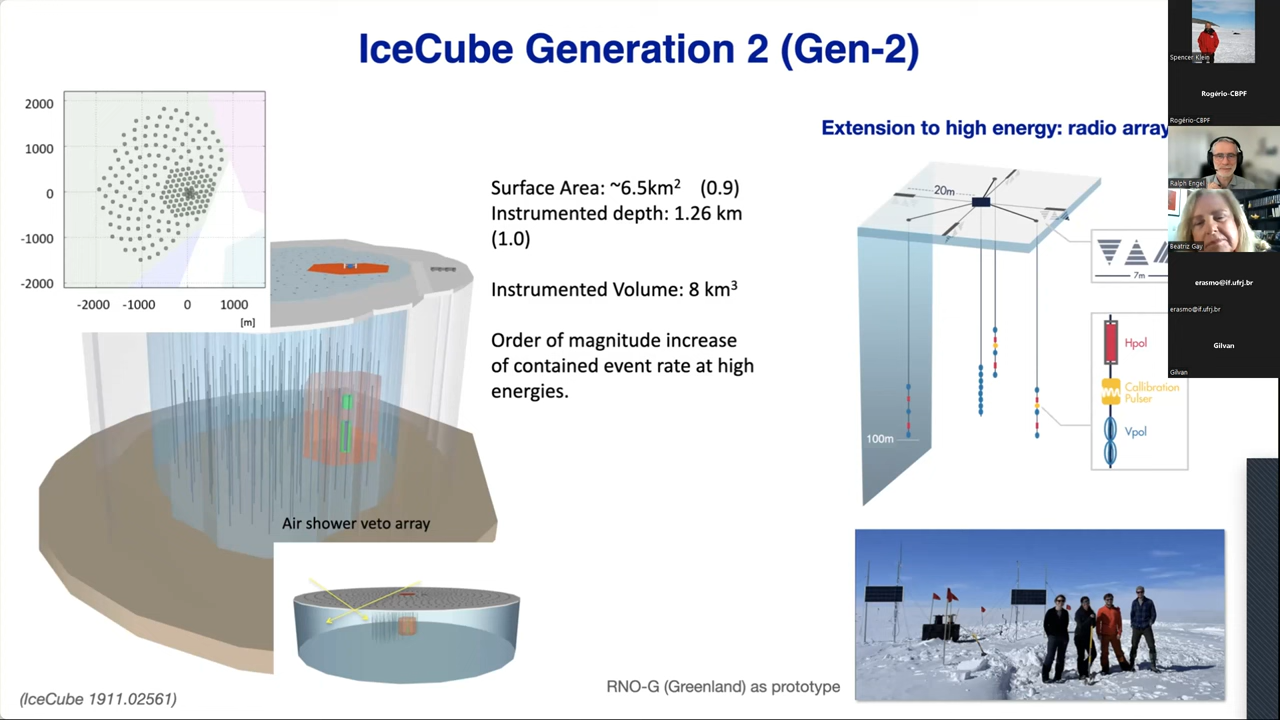 IceCube Generation 2 (Gen-2)
2000
1000
0
-1000
-2000
-2000 -1000 0 1000
[m]
Surface Area: ~6.5km² (0.9)
Instrumented depth: 1.26 km
(1.0)
Instrumented Volume: 8 km³
Order of magnitude increase
of contained event rate at high
energies.
Air shower veto array
(IceCube 1911.02561)
Extension to high energy: radio array
20m
7m
100m
Hpol
Callibration
Pulser
Vpol
RNO-G (Greenland) as prototype
Spencer Klein
Rogério-CBPF
Rogério-CBPF
Ralph Engel
Beatriz Gay
erasmo@if.ufrj.br
erasmo@if.ufrj.br
Gilvan
Gilvan